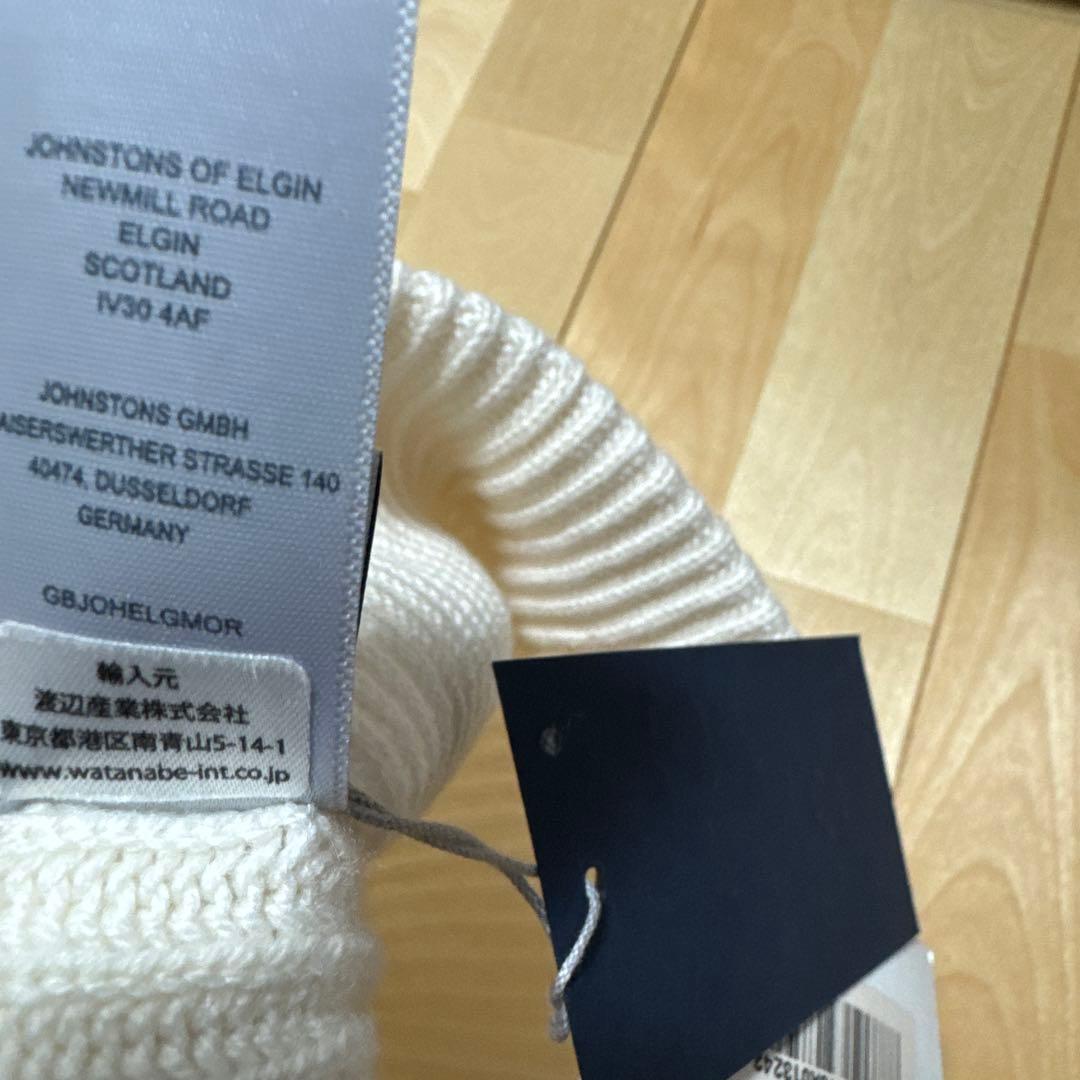 JOHNSTONS OF ELGIN
NEWMILL ROAD
ELGIN
SCOTLAND
IV30 4AF
JOHNSTONS GMBH
AISERSWERTHER STRASSE 140
40474, DUSSELDORF
GERMANY
GBJOHELGMOR
輸入元
渡辺産業株式会社
東京都港区南青山5-14-1
www.watanabe-int.co.jp